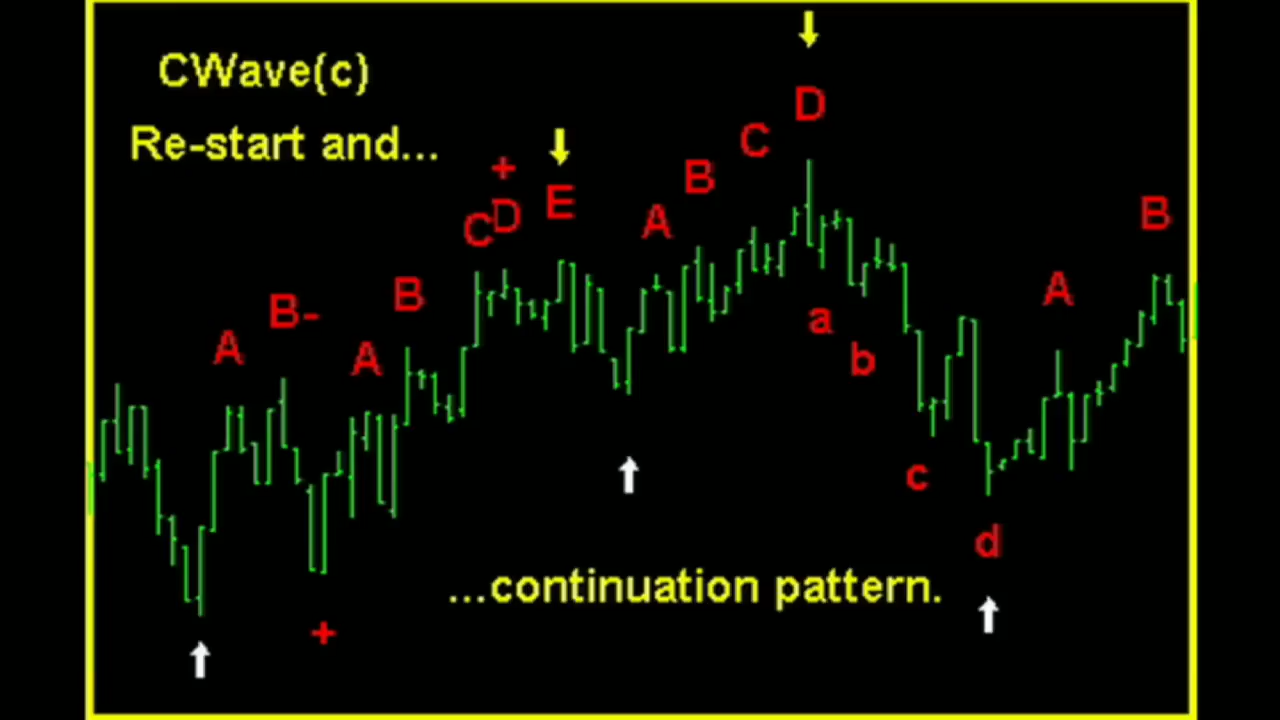 CWave(c)
Re-start and...
A
B-
A
B
C
D
+
E
A
B
C
D
a
b
c
d
A
B
+
...continuation pattern.